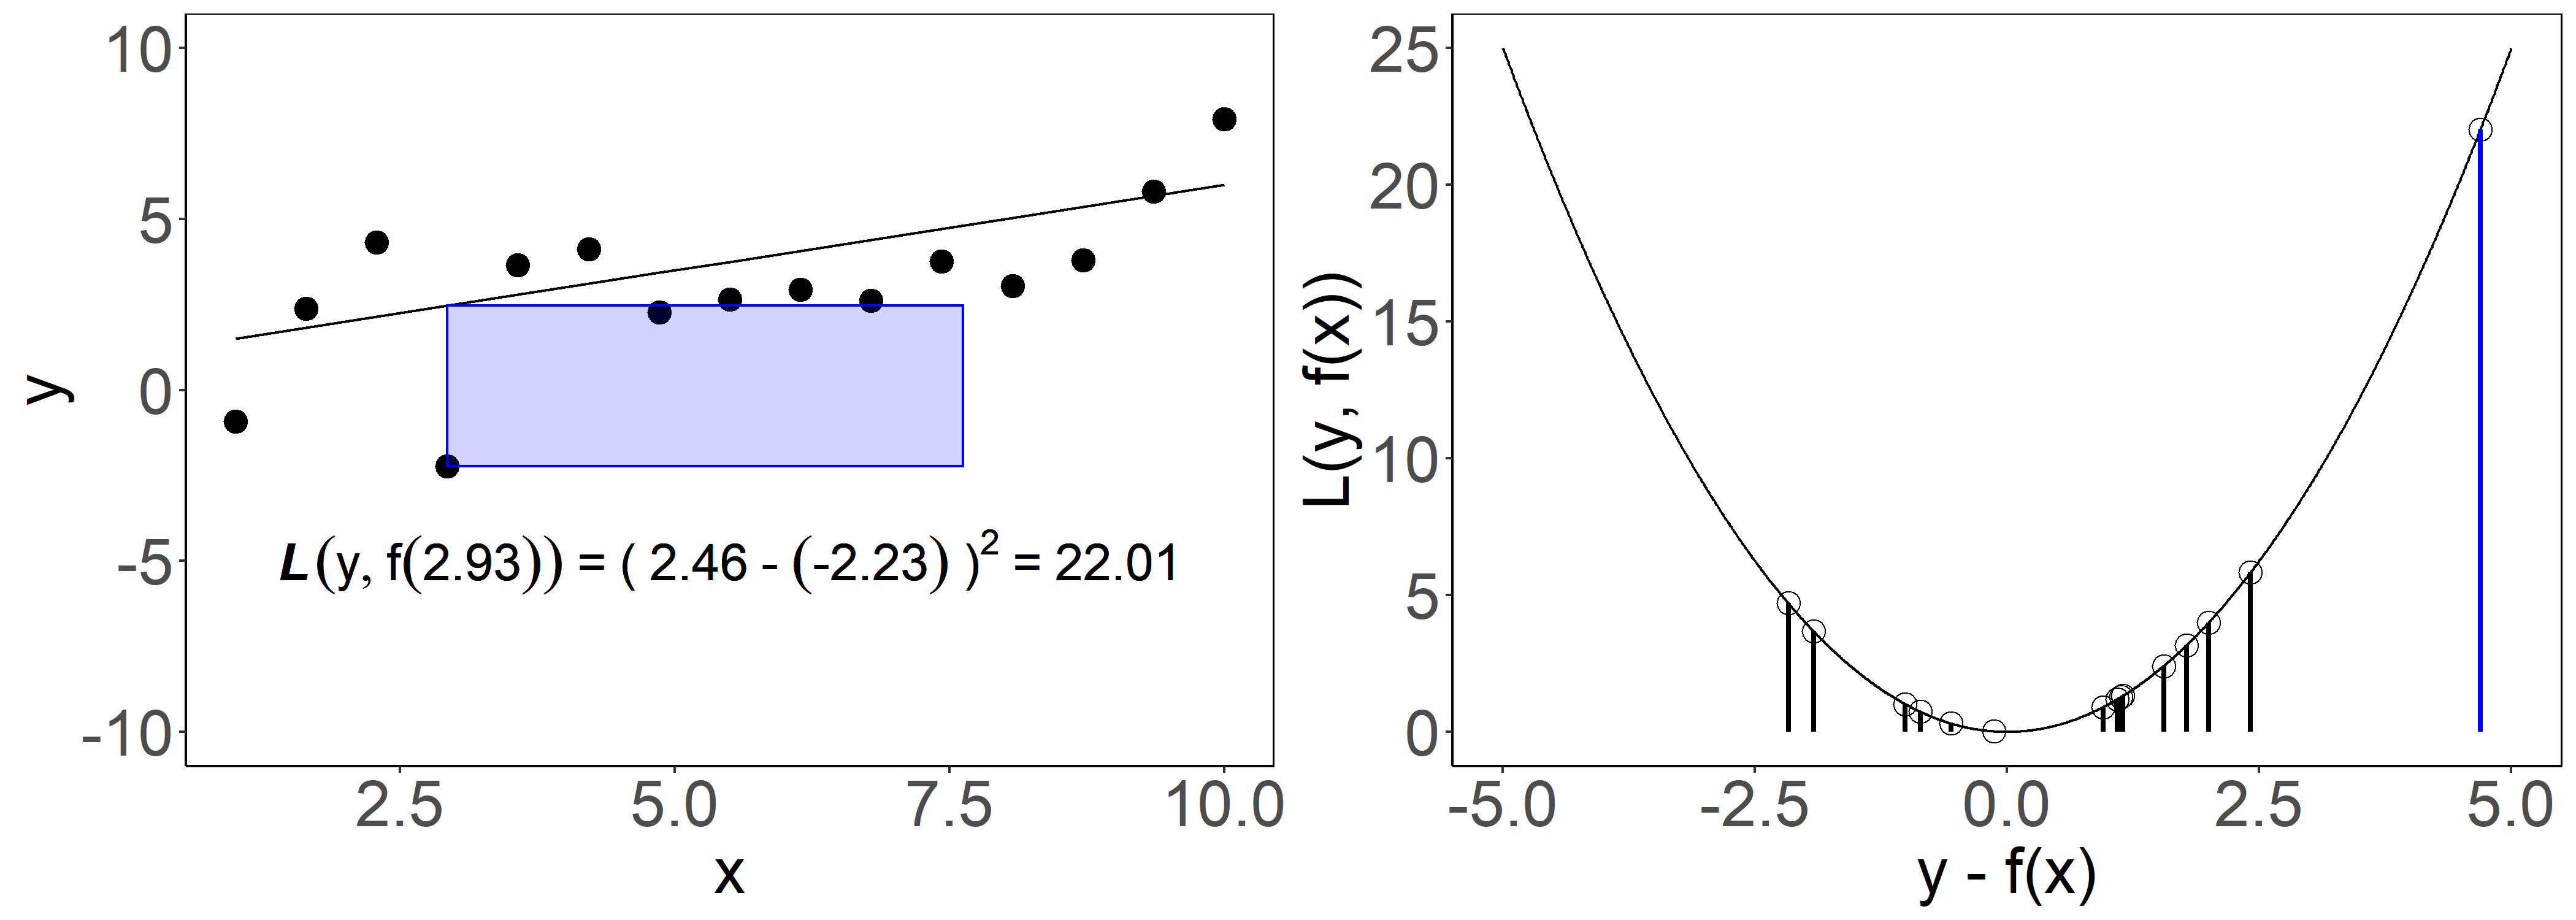 10
5
0
-5
-10
y
2.5 5.0 7.5 10.0
x
L(y, f(2.93)) = ( 2.46 - (-2.23) )² = 22.01
25
20
15
10
5
0
L(y, f(x))
-5.0 -2.5 0.0 2.5 5.0
y - f(x)